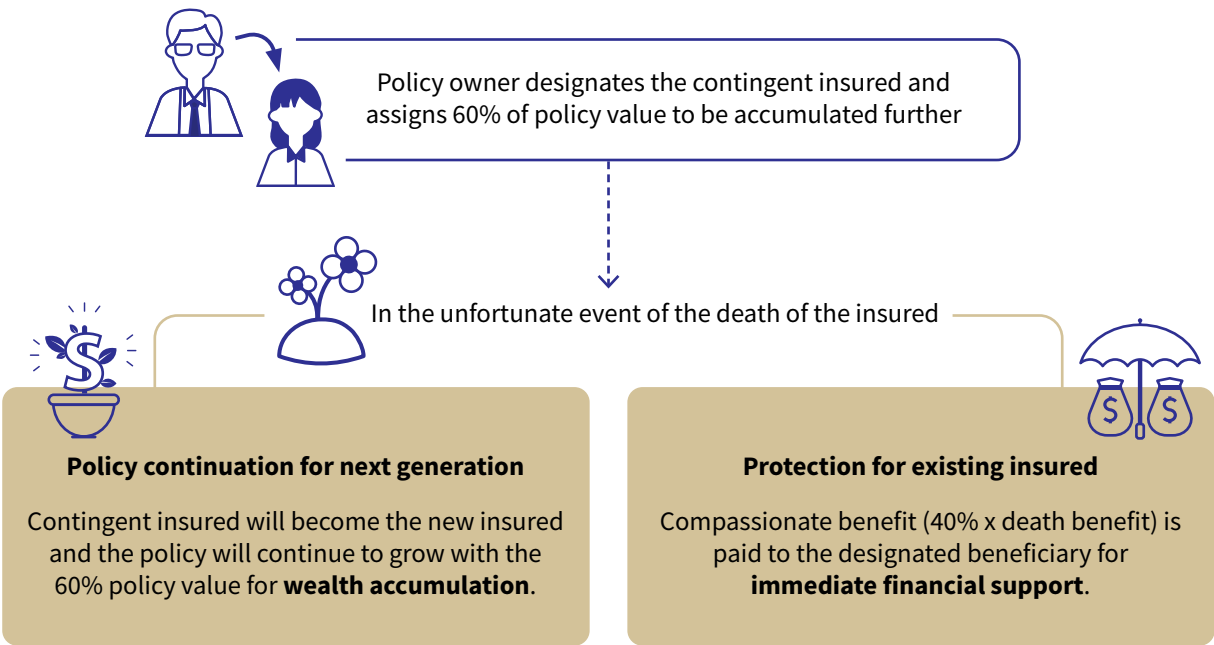 Policy owner designates the contingent insured and
assigns 60% of policy value to be accumulated further
In the unfortunate event of the death of the insured
Policy continuation for next generation
Contingent insured will become the new insured
and the policy will continue to grow with the
60% policy value for wealth accumulation.
Protection for existing insured
Compassionate benefit (40% x death benefit) is
paid to the designated beneficiary for
immediate financial support.
$
$
$